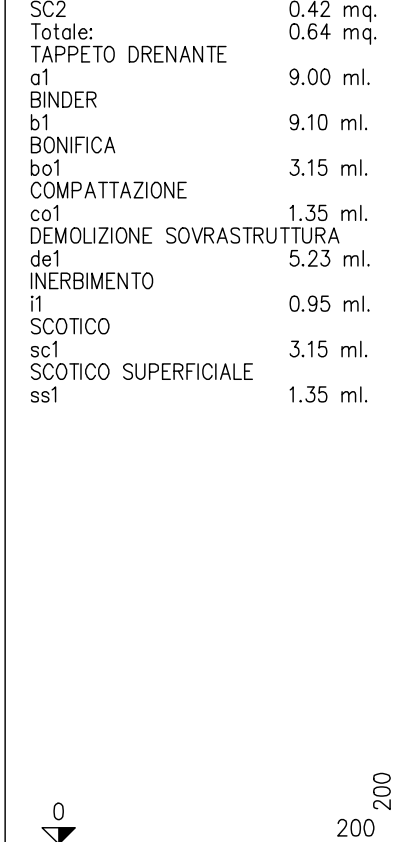 SC2 0.42 mq.
Totale: 0.64 mq.
TAPPETO DRENANTE
a1 9.00 ml.
BINDER
b1 9.10 ml.
BONIFICA
bo1 3.15 ml.
COMPATTAZIONE
co1 1.35 ml.
DEMOLIZIONE SOVRASTRUTTURA
de1 5.23 ml.
INERBIMENTO
i1 0.95 ml.
SCOTICO
sc1 3.15 ml.
SCOTICO SUPERFICIALE
ss1 1.35 ml.
200
0
200